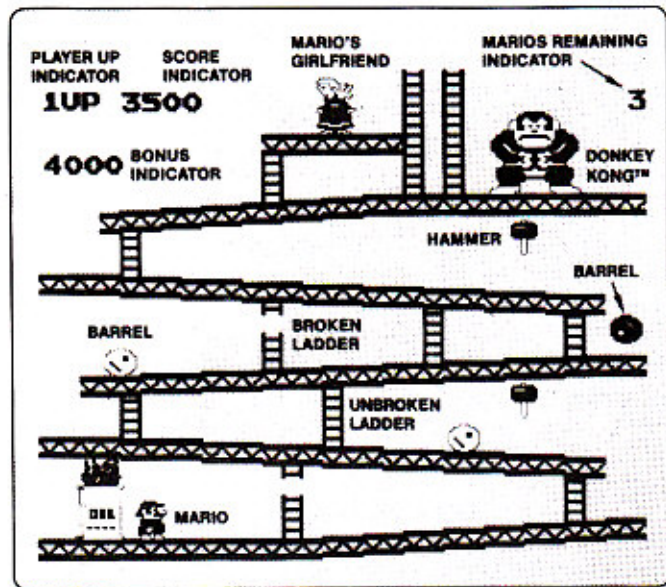 PLAYER UP
INDICATOR
SCORE
INDICATOR
MARIO'S
GIRLFRIEND
MARIOS REMAINING
INDICATOR
1UP 3500
3
4000 BONUS
INDICATOR
DONKEY
KONG™
HAMMER
BARREL
BARREL
BROKEN
LADDER
UNBROKEN
LADDER
OIL
MARIO